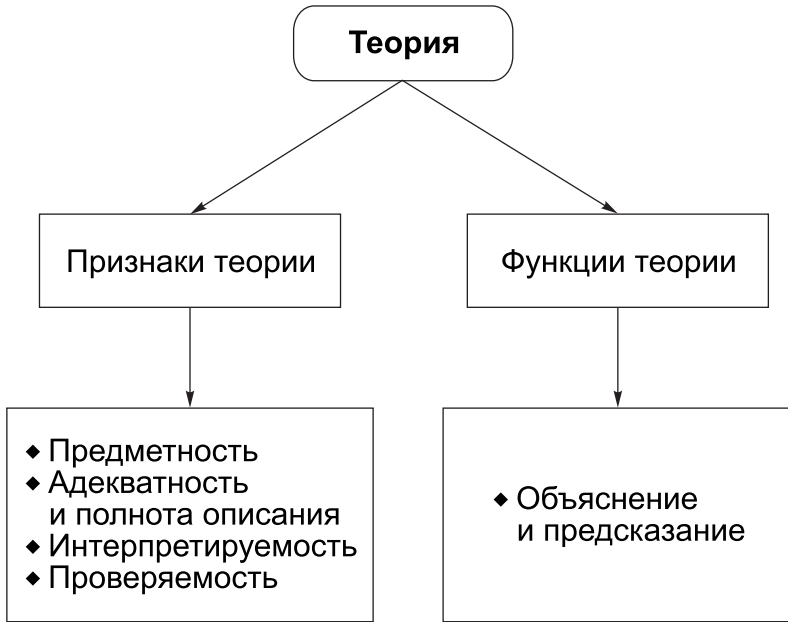 Теория
Признаки теории
Функции теории
◆ Предметность
◆ Адекватность
и полнота описания
◆ Интерпретируемость
◆ Проверяемость
◆ Объяснение
и предсказание